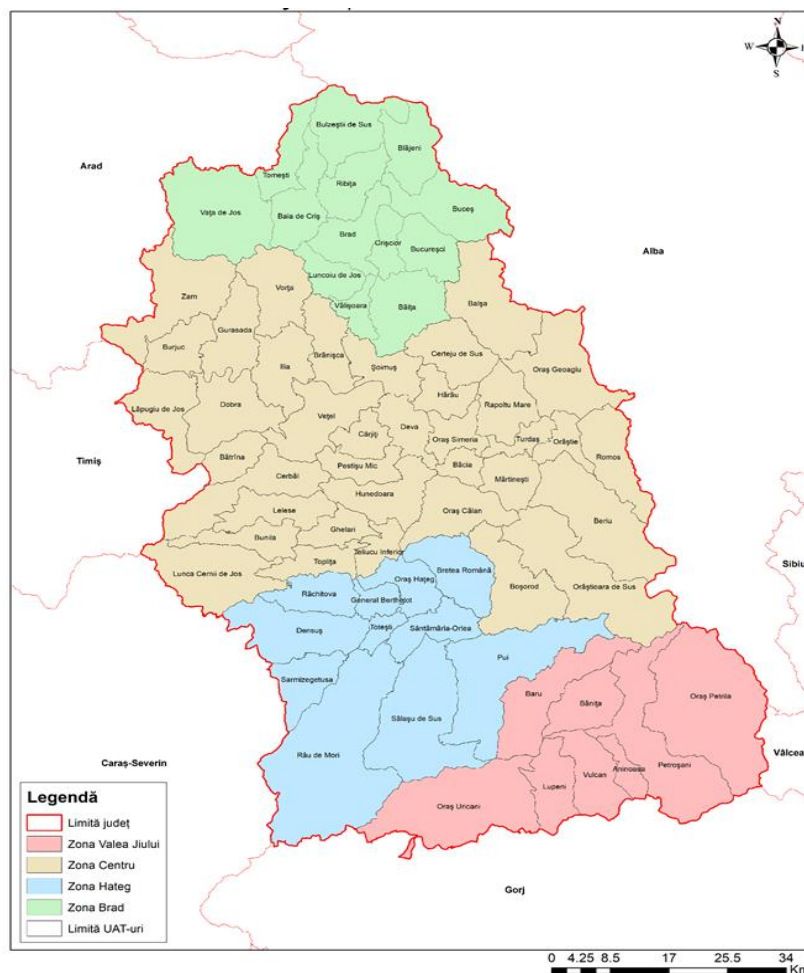 N
W
S
Arad
Alba
Timiș
Sibiu
Vâlcea
Caraș-Severin
Gorj
Bulzeștii de Sus
Blăjeni
Tomești
Ribița
Vața de Jos
Baia de Criș
Buceș
Brad
Crișcior
Bucureșci
Luncoiu de Jos
Vălișoara
Băița
Balșa
Zam
Vorța
Gurasada
Burjuc
Ilia
Brănișca
Șoimuș
Certeju de Sus
Oraș Geoagiu
Lăpugiu de Jos
Dobra
Hărău
Rapoltu Mare
Vețel
Cârjiți
Deva
Oraș Simeria
Turdaș
Orăștie
Romos
Bătrîna
Pestișu Mic
Băcia
Mărtinești
Cerbăl
Hunedoara
Lelese
Oraș Călan
Beriu
Ghelari
Bunila
Teliucu Inferior
Toplița
Lunca Cernii de Jos
Bretea Română
Oraș Hațeg
Boșorod
Orăștioara de Sus
Răchitova
General Berthelot
Densuș
Totești
Sântămăria-Orlea
Pui
Sarmizegetusa
Baru
Bănița
Oraș Petrila
Sălașu de Sus
Râu de Mori
Petroșani
Aninoasa
Vulcan
Lupeni
Oraș Uricani
Legendă
Limită județ
Zona Valea Jiului
Zona Centru
Zona Hateg
Zona Brad
Limită UAT-uri
0 4.25 8.5 17 25.5 34
Km